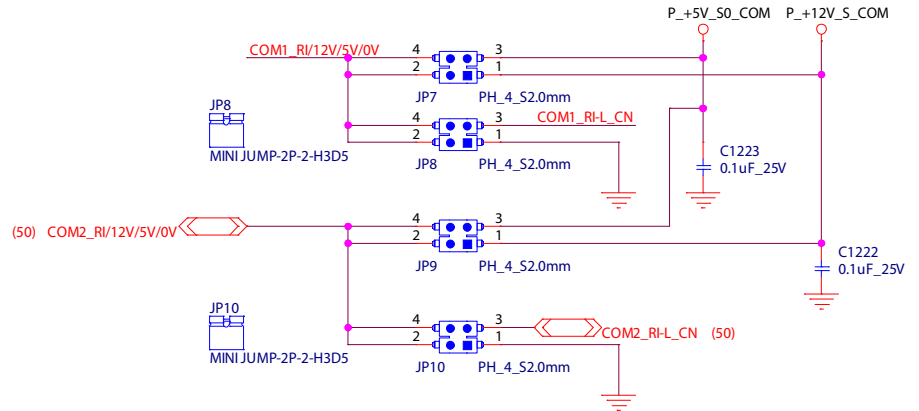 P_+5V_S0_COM P_+12V_S_COM
COM1_RI/12V/5V/0V 4 3
2 1
JP7 PH_4_S2.0mm
JP8
4 3 COM1_RI-L_CN
2 1
MINI JUMP-2P-2-H3D5
JP8 PH_4_S2.0mm
C1223
0.1uF_25V
(50) COM2_RI/12V/5V/0V 4 3
2 1
JP9 PH_4_S2.0mm
C1222
0.1uF_25V
JP10
4 3
2 1
COM2_RI-L_CN (50)
MINI JUMP-2P-2-H3D5
JP10 PH_4_S2.0mm